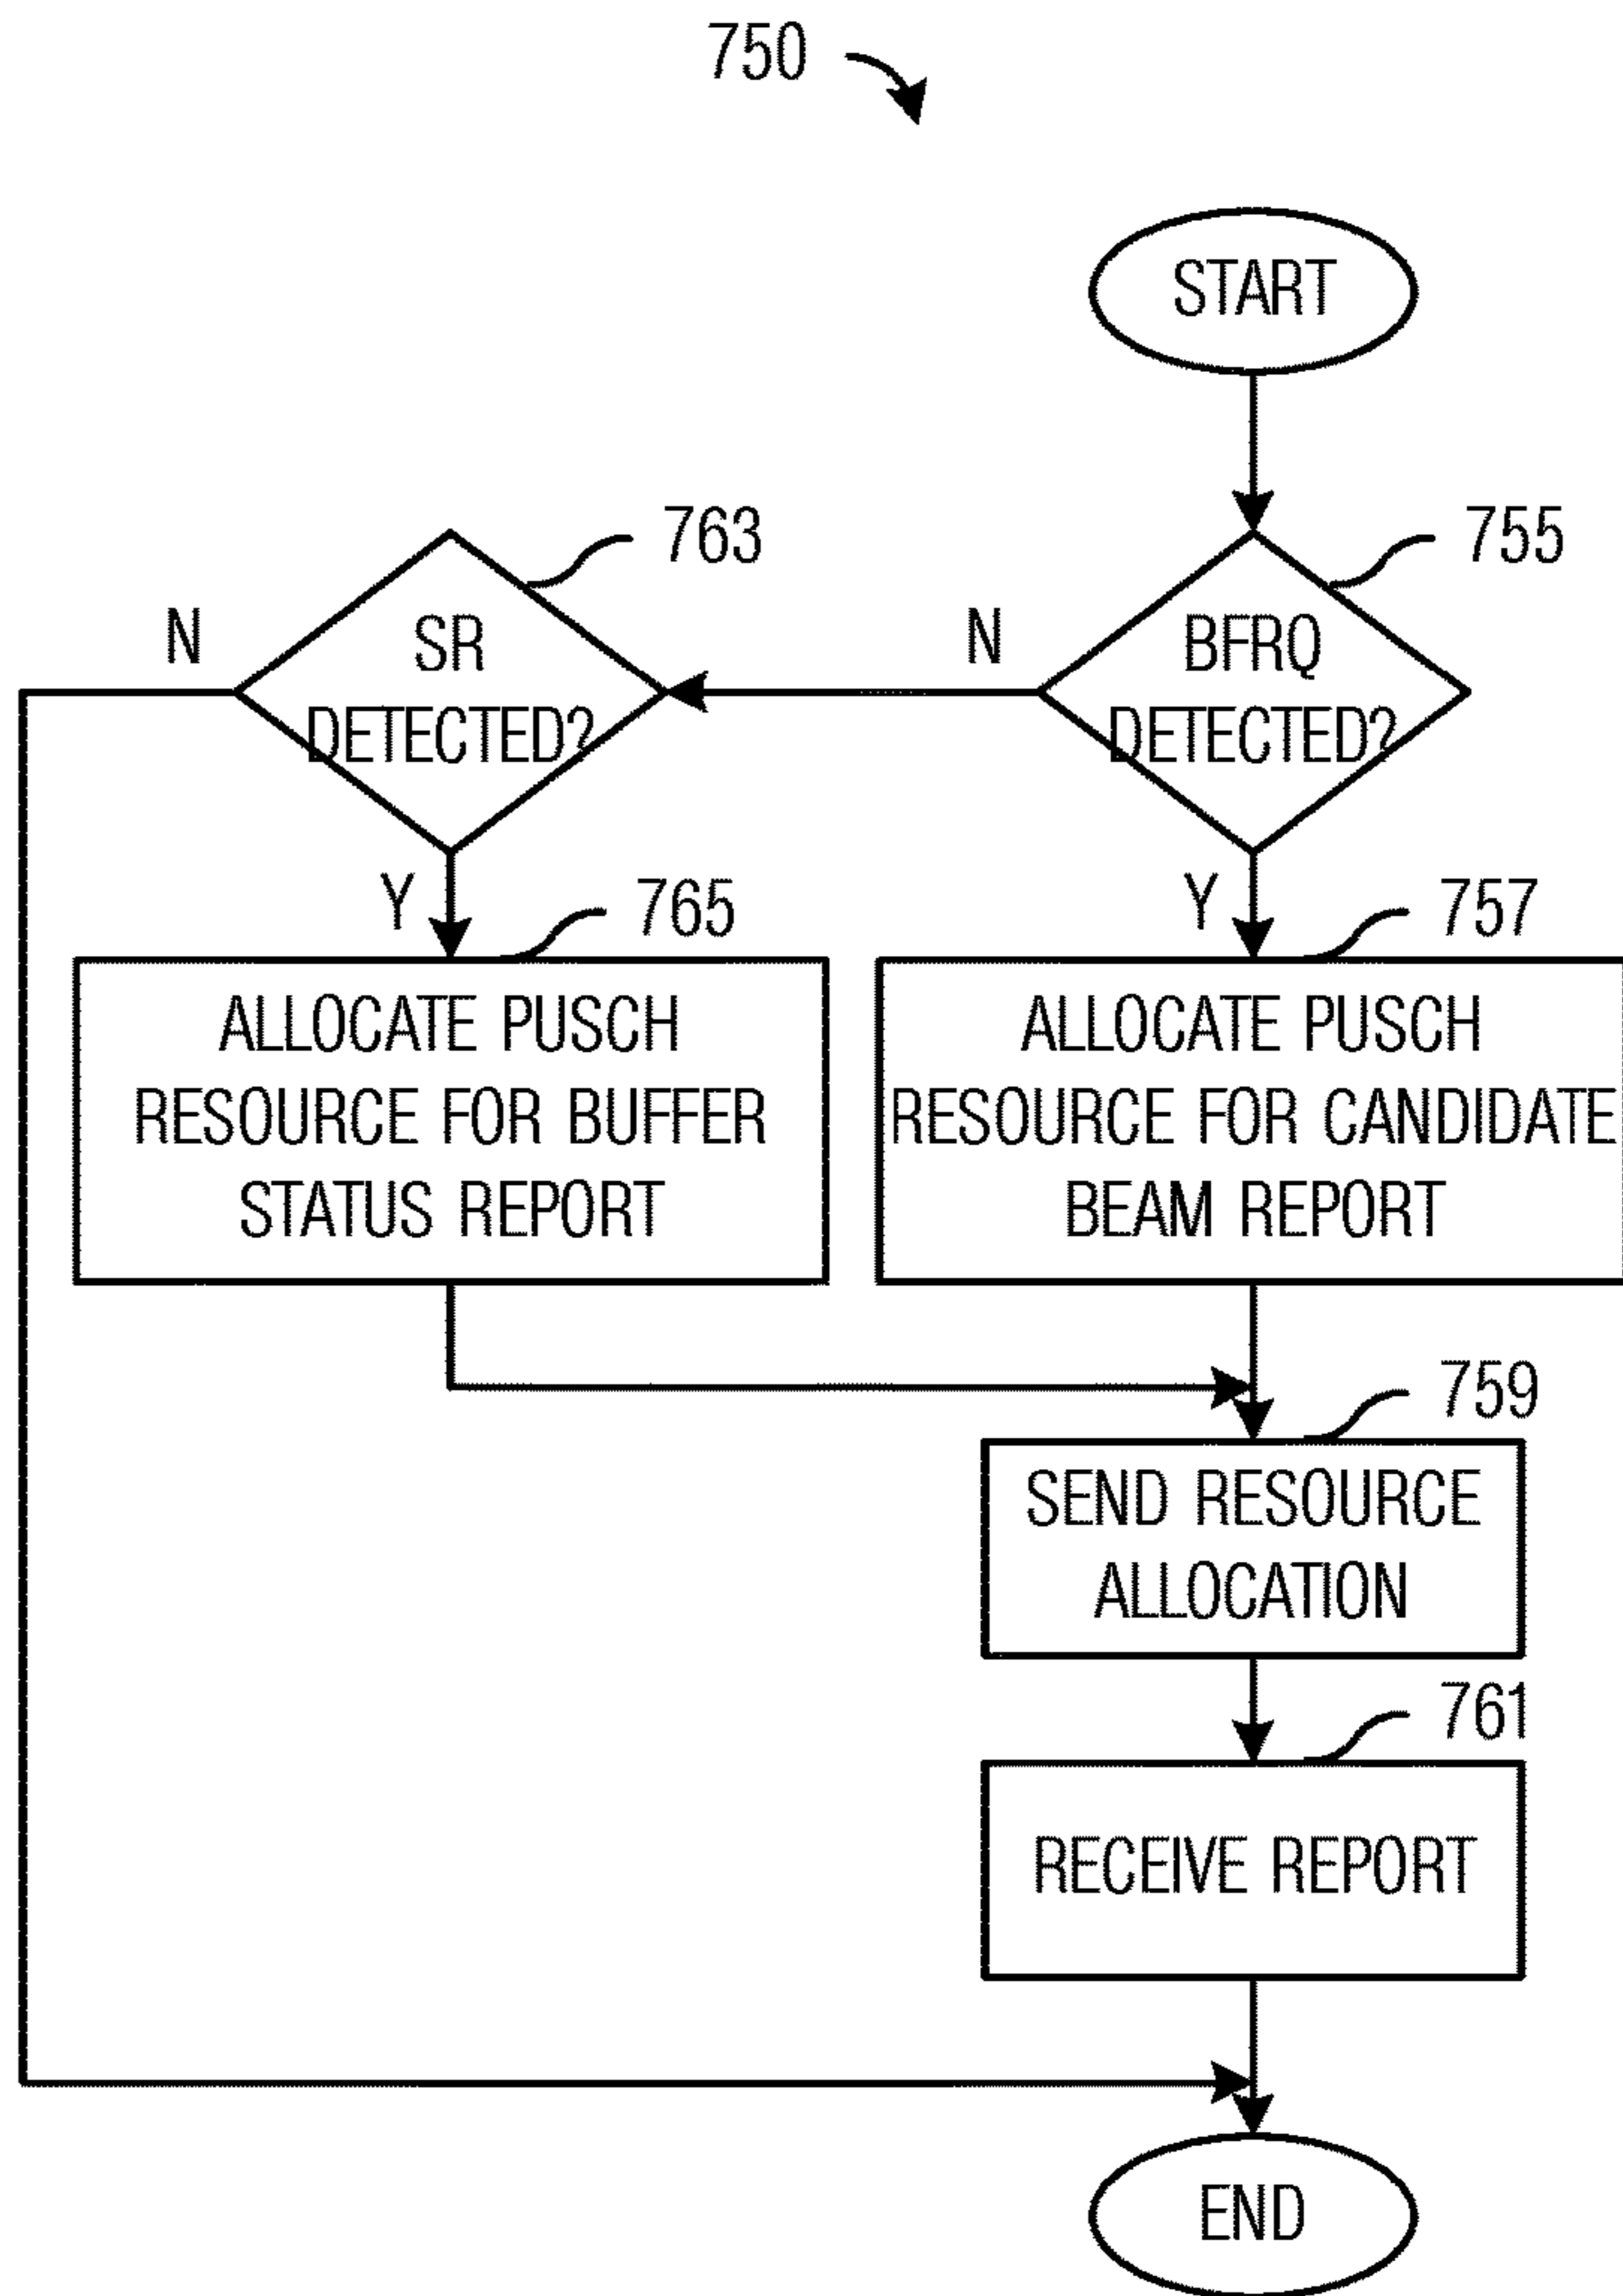 750
START
763
755
N
SR
DETECTED?
N
BFRQ
DETECTED?
Y
765
Y
757
ALLOCATE PUSCH
RESOURCE FOR BUFFER
STATUS REPORT
ALLOCATE PUSCH
RESOURCE FOR CANDIDATE
BEAM REPORT
759
SEND RESOURCE
ALLOCATION
761
RECEIVE REPORT
END